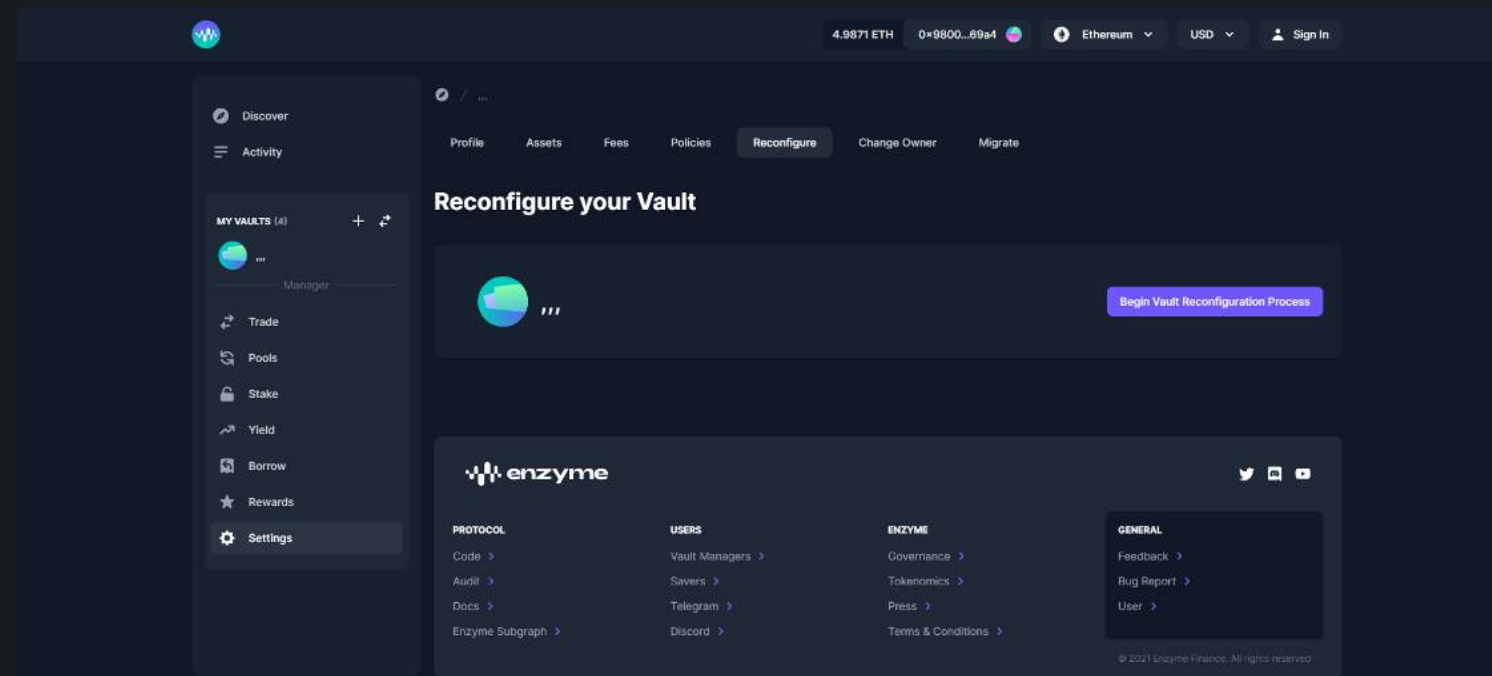 4.9871 ETH 0×9800...69a4 Ethereum USD Sign In
Discover
Activity
MY VAULTS (4)
,,,
Manager
Trade
Pools
Stake
Yield
Borrow
Rewards
Settings
/ ,,,
Profile Assets Fees Policies Reconfigure Change Owner Migrate
Reconfigure your Vault
,,,
Begin Vault Reconfiguration Process
enzyme
PROTOCOL
Code
Audit
Docs
Enzyme Subgraph
USERS
Vault Managers
Savers
Telegram
Discord
ENZYME
Governance
Tokenomics
Press
Terms & Conditions
GENERAL
Feedback
Bug Report
User
© 2021 Enzyme Finance. All rights reserved